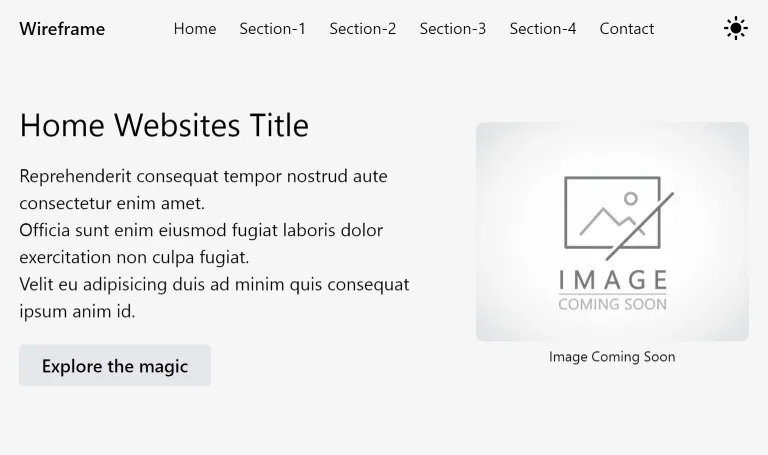 Wireframe
Home Section-1 Section-2 Section-3 Section-4 Contact
Home Websites Title
Reprehenderit consequat tempor nostrud aute
consectetur enim amet.
Officia sunt enim eiusmod fugiat laboris dolor
exercitation non culpa fugiat.
Velit eu adipisicing duis ad minim quis consequat
ipsum anim id.
Explore the magic
IMAGE
COMING SOON
Image Coming Soon